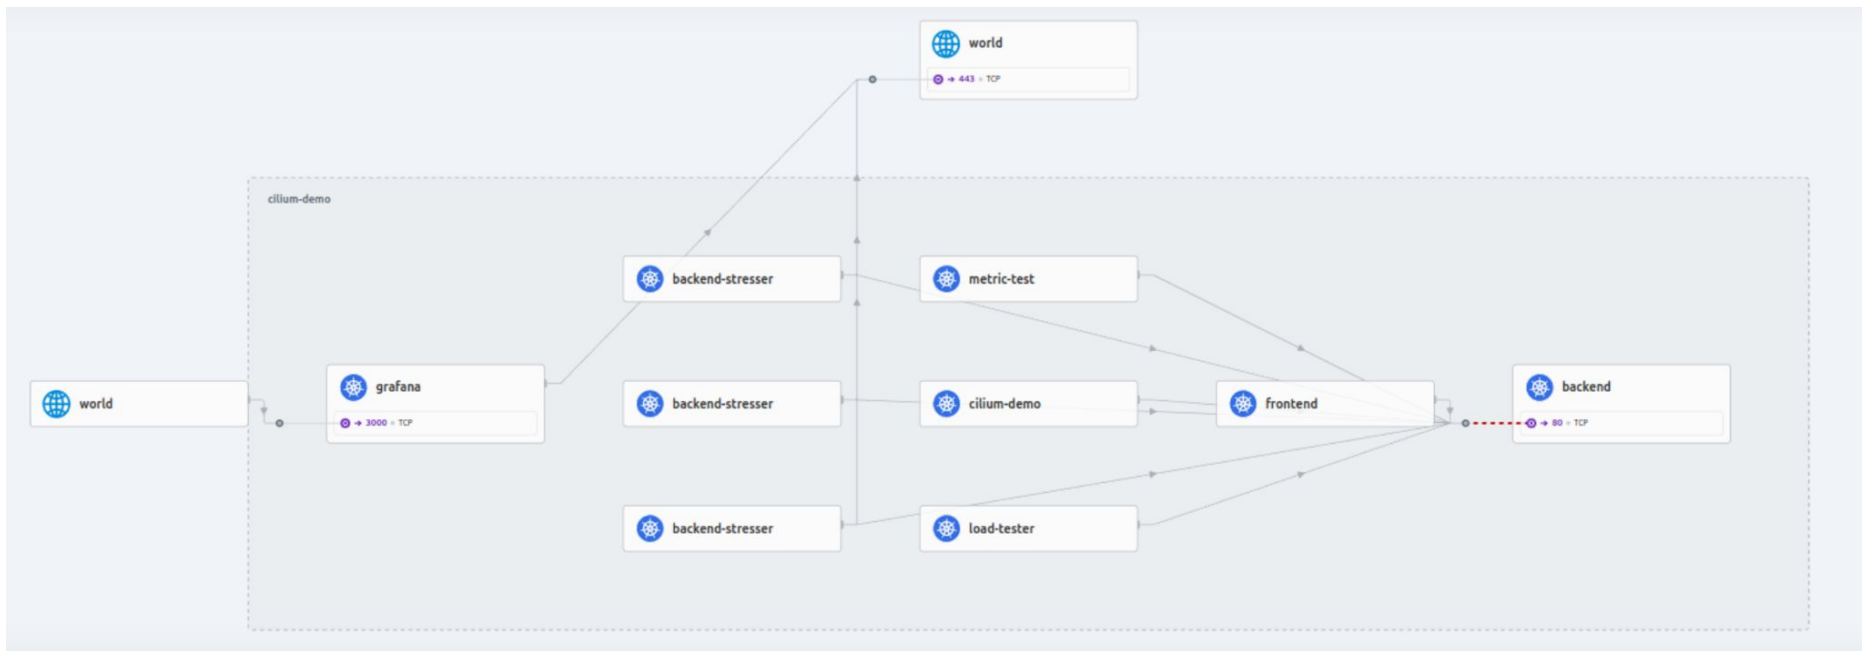 world
→ 443 • TCP
cilium-demo
backend-stresser
metric-test
world
grafana
→ 3000 • TCP
backend-stresser
cilium-demo
frontend
backend
→ 80 • TCP
backend-stresser
load-tester